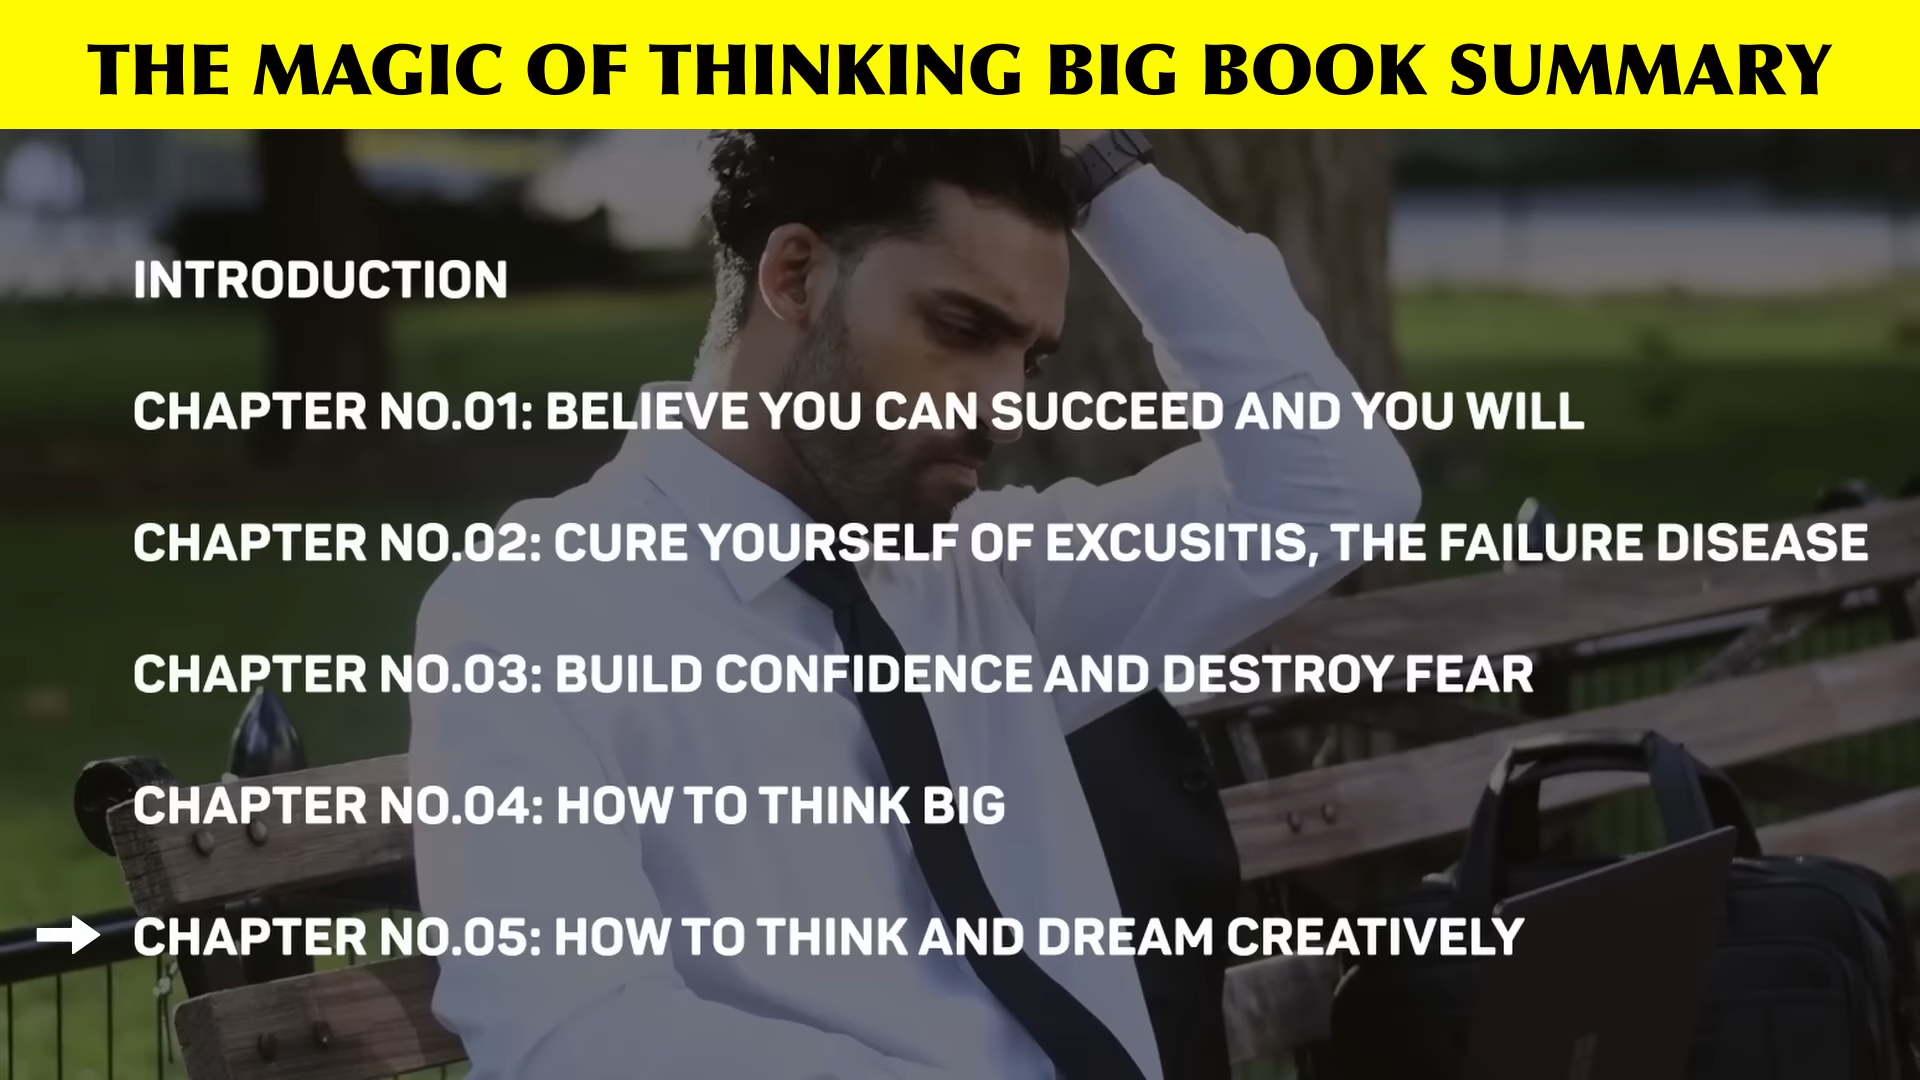 THE MAGIC OF THINKING BIG BOOK SUMMARY
INTRODUCTION
CHAPTER NO.01: BELIEVE YOU CAN SUCCEED AND YOU WILL
CHAPTER NO.02: CURE YOURSELF OF EXCUSITIS, THE FAILURE DISEASE
CHAPTER NO.03: BUILD CONFIDENCE AND DESTROY FEAR
CHAPTER NO.04: HOW TO THINK BIG
CHAPTER NO.05: HOW TO THINK AND DREAM CREATIVELY